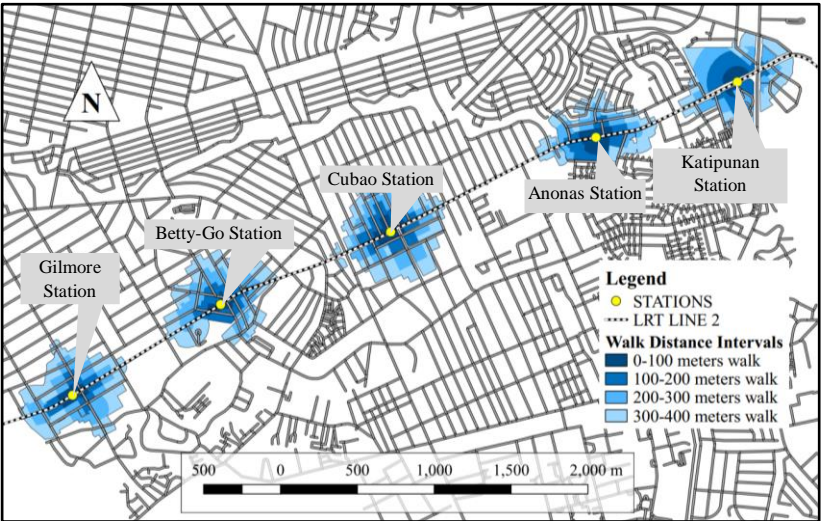 N
Katipunan
Station
Cubao Station
Anonas Station
Betty-Go Station
Gilmore
Station
Legend
STATIONS
LRT LINE 2
Walk Distance Intervals
0-100 meters walk
100-200 meters walk
200-300 meters walk
300-400 meters walk
500 0 500 1,000 1,500 2,000 m